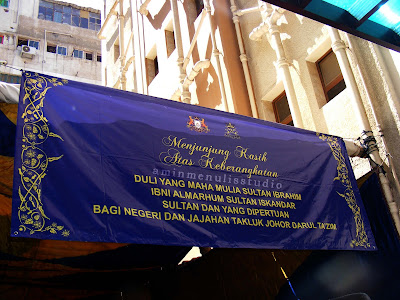 Menjunjung Kasih
Atas Keberangkatan
aminmenulisstudio
DULI YANG MAHA MULIA SULTAN IBRAHIM
IBNI ALMARHUM SULTAN ISKANDAR
SULTAN DAN YANG DIPERTUAN
BAGI NEGERI DAN JAJAHAN TAKLUK JOHOR DARUL TA'ZIM